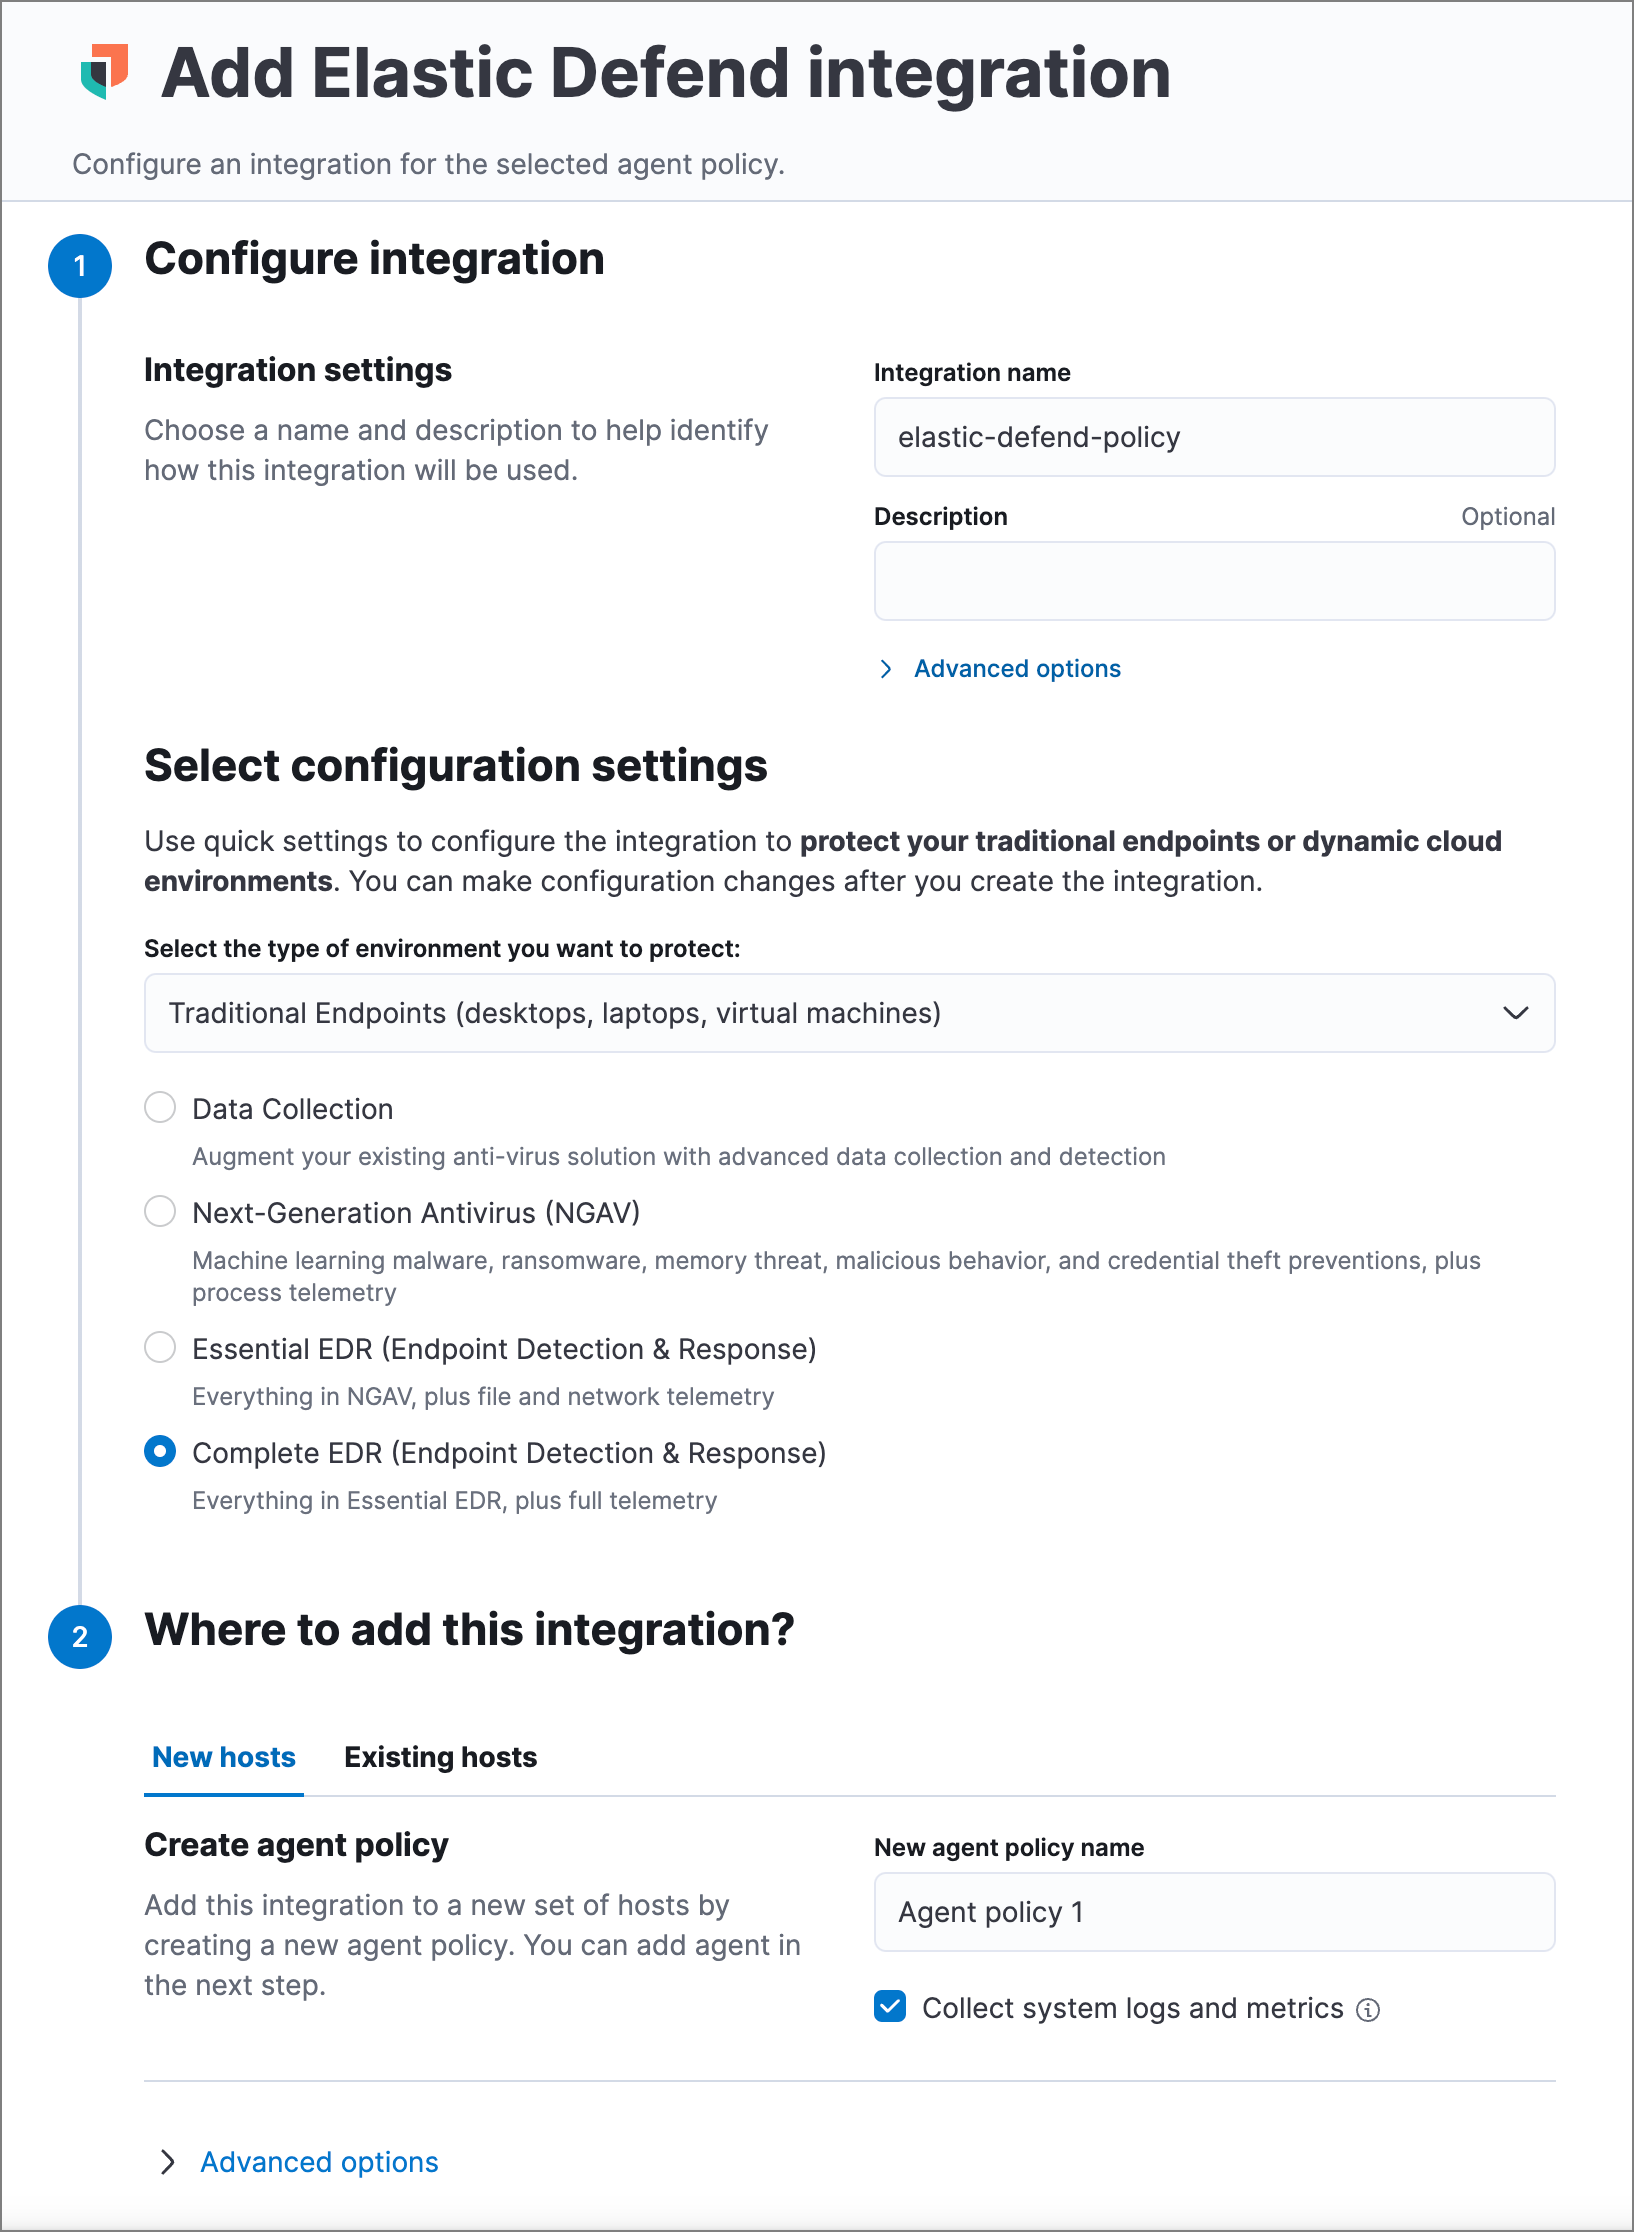 Add Elastic Defend integration
Configure an integration for the selected agent policy.
1
Configure integration
Integration settings
Choose a name and description to help identify
how this integration will be used.
Integration name
elastic-defend-policy
Description
Optional
Advanced options
Select configuration settings
Use quick settings to configure the integration to protect your traditional endpoints or dynamic cloud
environments. You can make configuration changes after you create the integration.
Select the type of environment you want to protect:
Traditional Endpoints (desktops, laptops, virtual machines)
Data Collection
Augment your existing anti-virus solution with advanced data collection and detection
Next-Generation Antivirus (NGAV)
Machine learning malware, ransomware, memory threat, malicious behavior, and credential theft preventions, plus
process telemetry
Essential EDR (Endpoint Detection & Response)
Everything in NGAV, plus file and network telemetry
Complete EDR (Endpoint Detection & Response)
Everything in Essential EDR, plus full telemetry
2
Where to add this integration?
New hosts
Existing hosts
Create agent policy
Add this integration to a new set of hosts by
creating a new agent policy. You can add agent in
the next step.
New agent policy name
Agent policy 1
Collect system logs and metrics
Advanced options